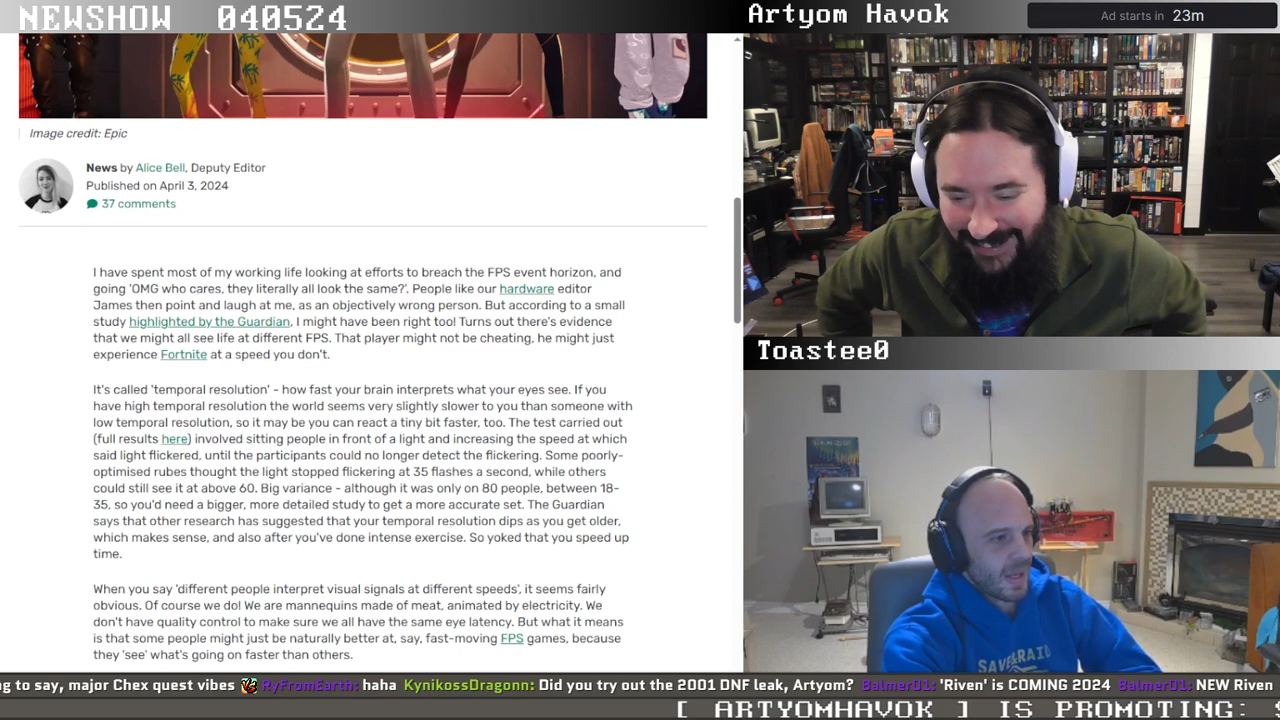 NEWSHOW 040524
Artyom Havok
Ad starts in 23m
Image credit: Epic
News by Alice Bell, Deputy Editor
Published on April 3, 2024
37 comments
I have spent most of my working life looking at efforts to breach the FPS event horizon, and
going 'OMG who cares, they literally all look the same?'. People like our hardware editor
James then point and laugh at me, as an objectively wrong person. But according to a small
study highlighted by the Guardian, I might have been right too! Turns out there's evidence
that we might all see life at different FPS. That player might not be cheating, he might just
experience Fortnite at a speed you don't.
It's called 'temporal resolution' - how fast your brain interprets what your eyes see. If you
have high temporal resolution the world seems very slightly slower to you than someone with
low temporal resolution, so it may be you can react a tiny bit faster, too. The test carried out
(full results here) involved sitting people in front of a light and increasing the speed at which
said light flickered, until the participants could no longer detect the flickering. Some poorly-
optimised rubes thought the light stopped flickering at 35 flashes a second, while others
could still see it at above 60. Big variance - although it was only on 80 people, between 18-
35, so you'd need a bigger, more detailed study to get a more accurate set. The Guardian
says that other research has suggested that your temporal resolution dips as you get older,
which makes sense, and also after you've done intense exercise. So yoked that you speed up
time.
When you say 'different people interpret visual signals at different speeds', it seems fairly
obvious. Of course we do! We are mannequins made of meat, animated by electricity. We
don't have quality control to make sure we all have the same eye latency. But what it means
is that some people might just be naturally better at, say, fast-moving FPS games, because
they 'see' what's going on faster than others.
Toastee0
SAVE&RAID
ng to say, major Chex quest vibes RyFromEarth: haha KynikossDragonn: Did you try out the 2001 DNF leak, Artyom? Balmer01: 'Riven' is COMING 2024 Balmer01: NEW Riven
[ ARTYOMHAVOK ] IS PROMOTING: